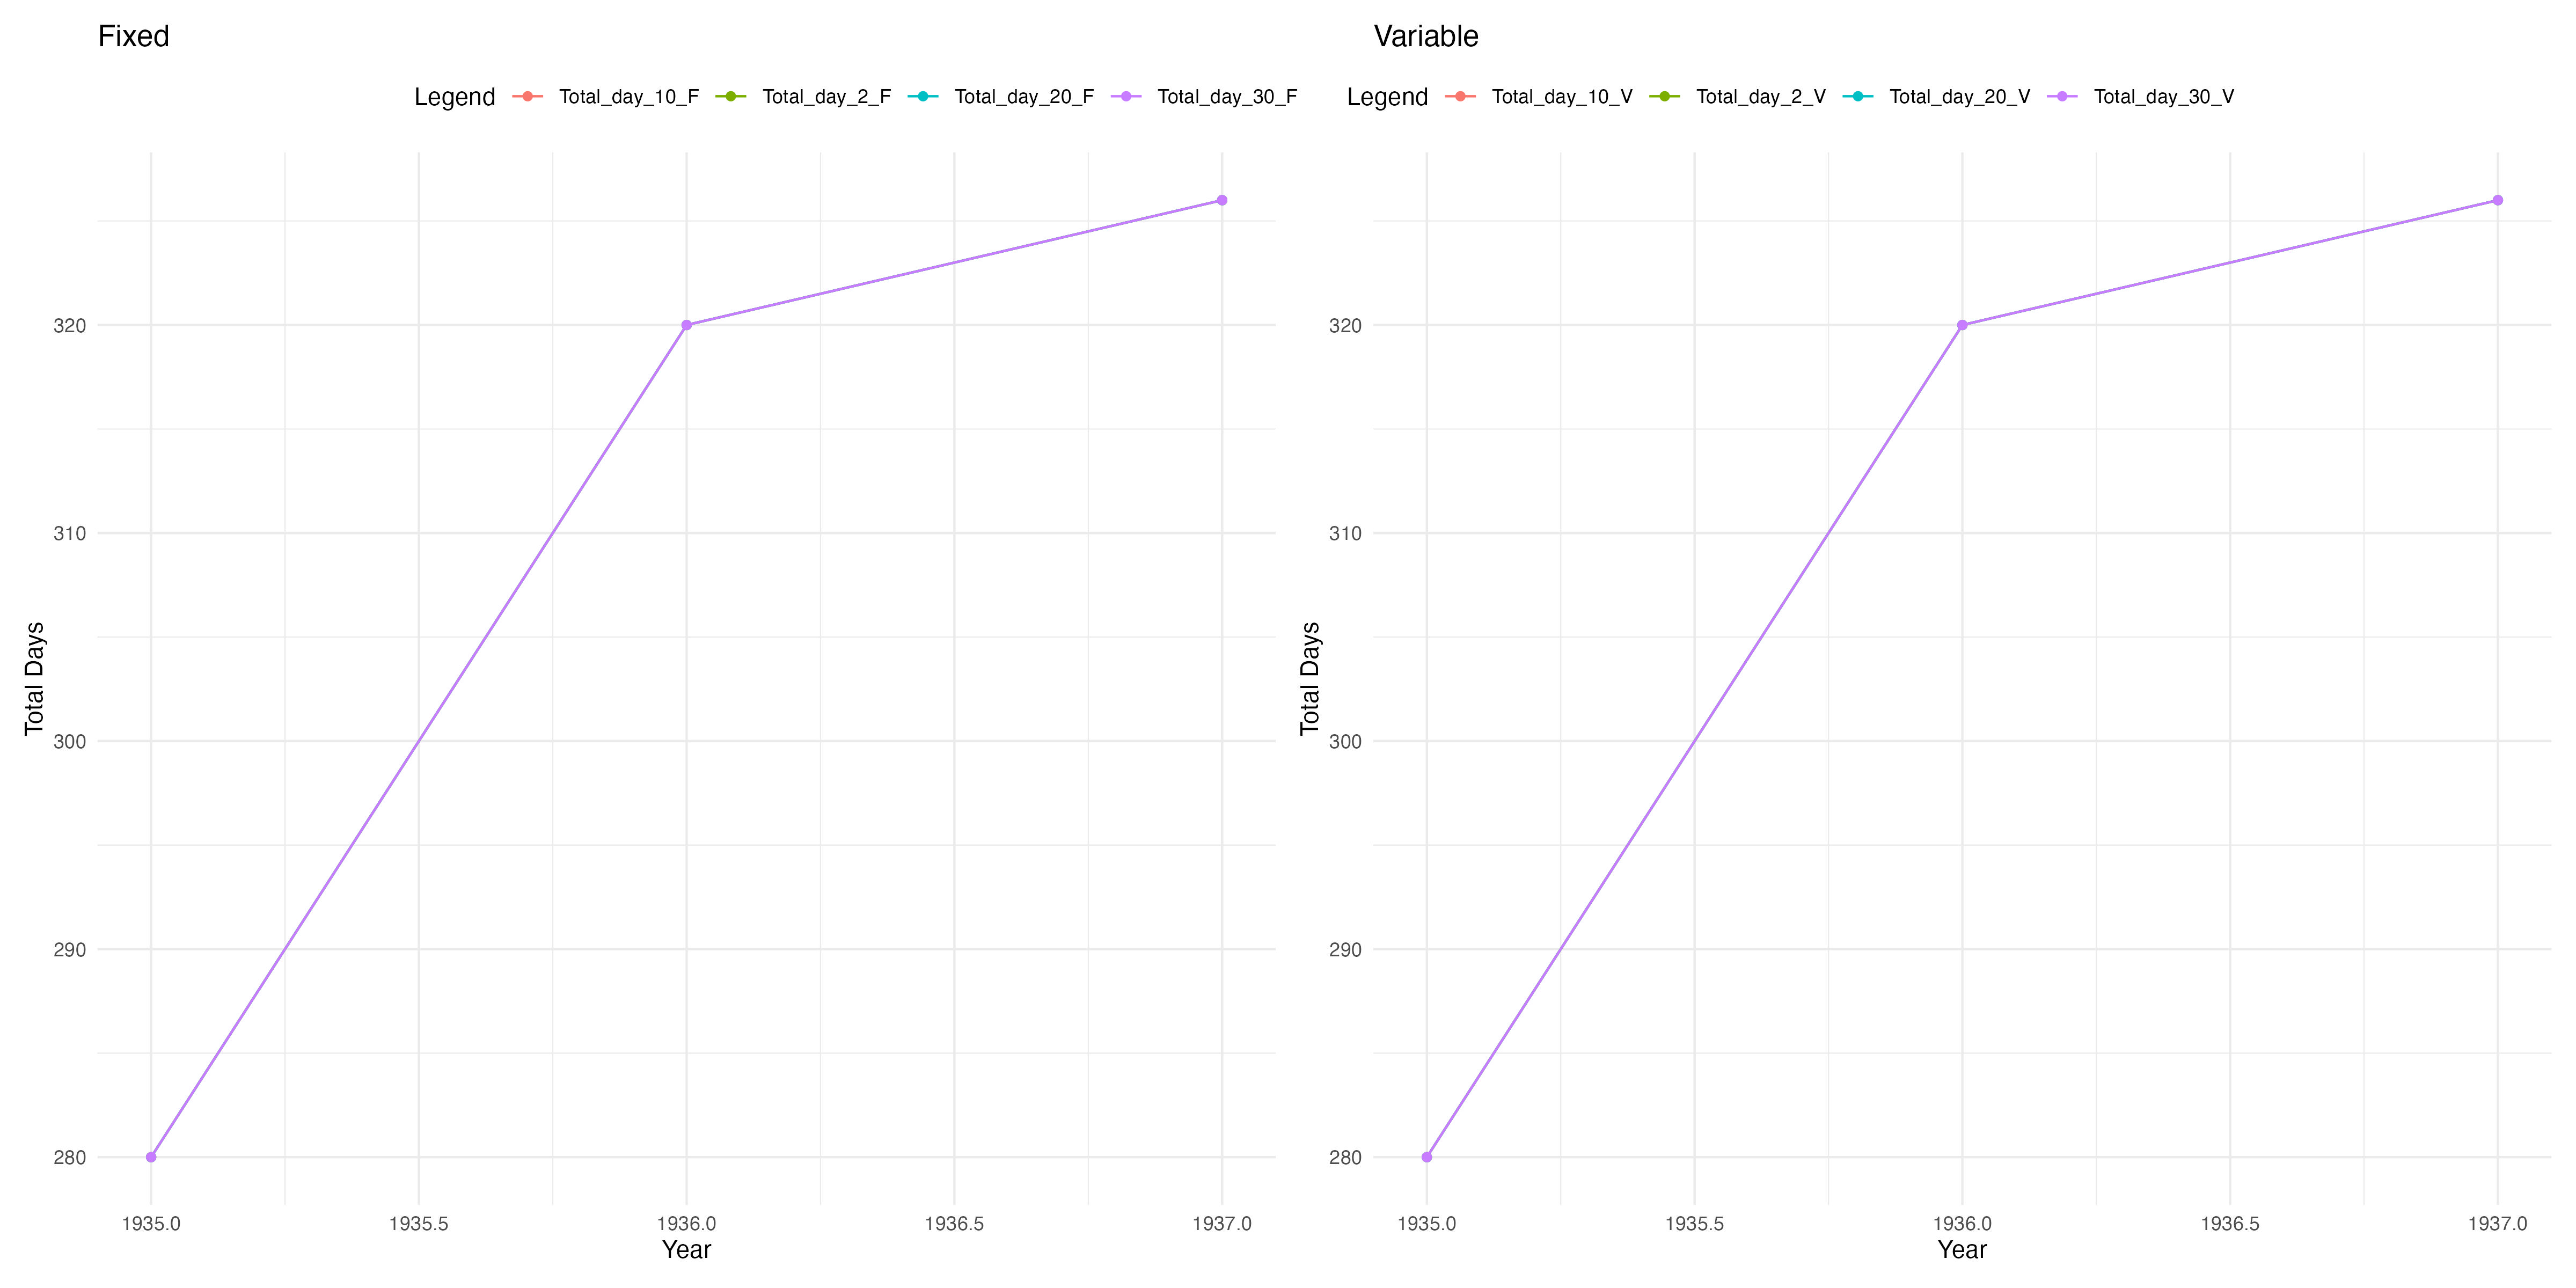 Fixed
Legend Total_day_10_F Total_day_2_F Total_day_20_F Total_day_30_F
Total Days
320
310
300
290
280
1935.0 1935.5 1936.0 1936.5 1937.0
Year
Variable
Legend Total_day_10_V Total_day_2_V Total_day_20_V Total_day_30_V
Total Days
320
310
300
290
280
1935.0 1935.5 1936.0 1936.5 1937.0
Year